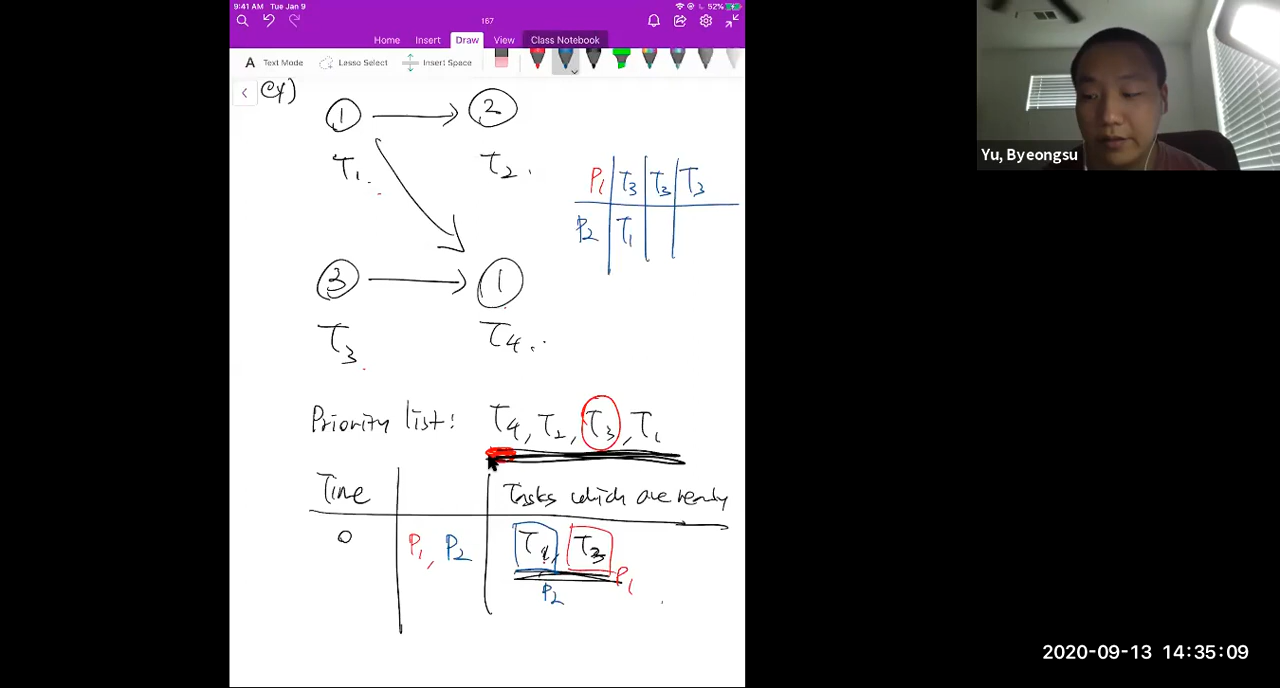 9:41 AM Tue Jan 9
52%
167
Home Insert Draw View Class Notebook
A Text Mode Lasso Select Insert Space
ex)
1 2
T1 T2
P1 T3 T3 T3
P2 T1
3 1
T3 T4
Priority list: T4, T2, T3, T1
Time Tasks which are ready
0 P1, P2 T1, T3
P2 P1
Yu, Byeongsu
2020-09-13 14:35:09